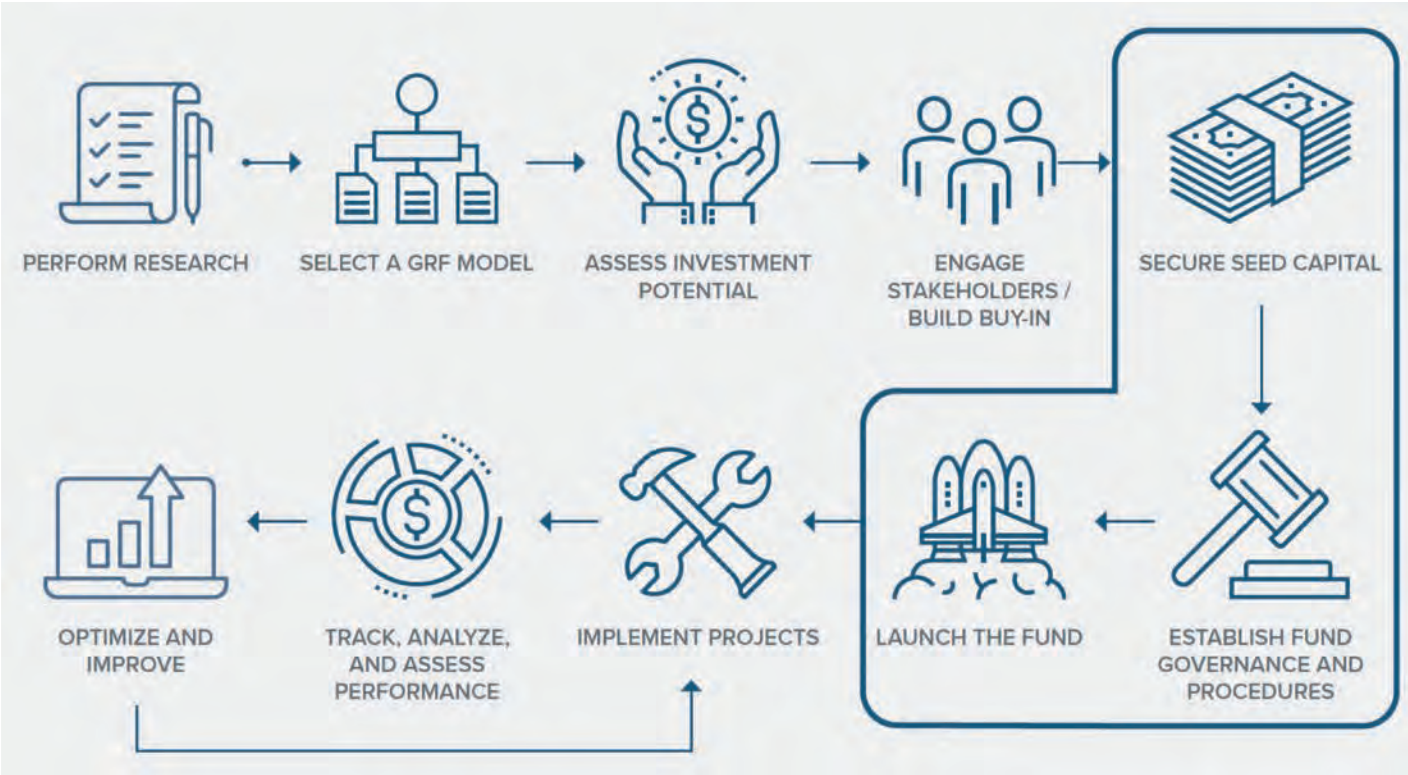 PERFORM RESEARCH
SELECT A GRF MODEL
ASSESS INVESTMENT
POTENTIAL
ENGAGE
STAKEHOLDERS /
BUILD BUY-IN
SECURE SEED CAPITAL
OPTIMIZE AND
IMPROVE
TRACK, ANALYZE,
AND ASSESS
PERFORMANCE
IMPLEMENT PROJECTS
LAUNCH THE FUND
ESTABLISH FUND
GOVERNANCE AND
PROCEDURES